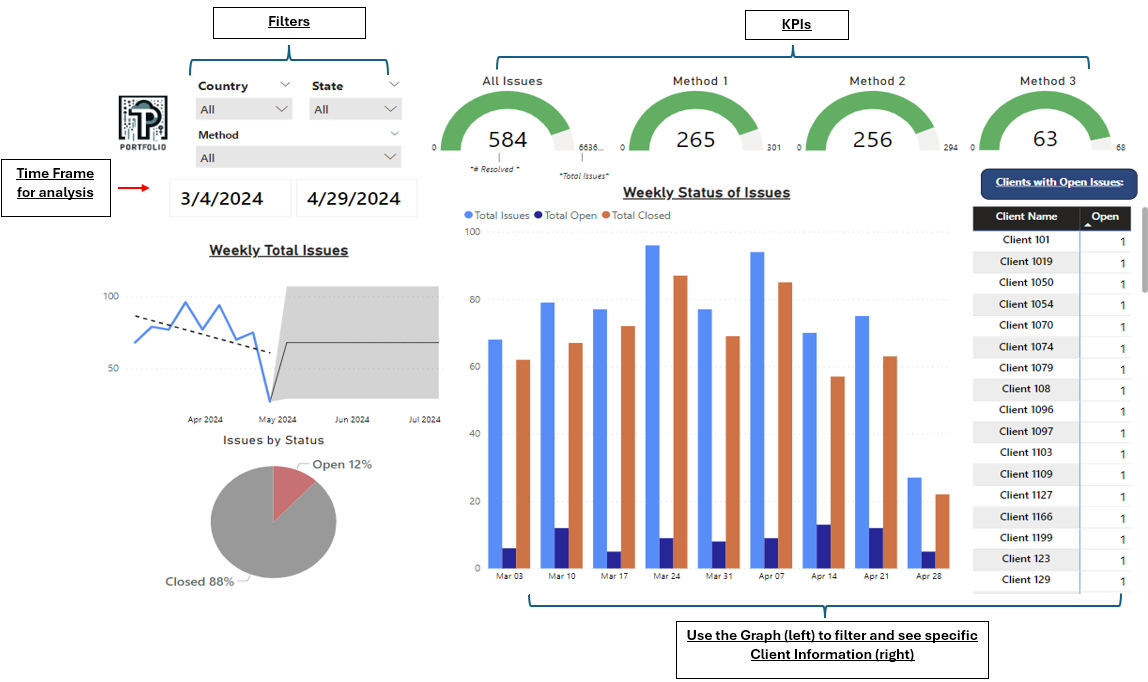 Filters
KPIs
Country
State
All
All
Method
All
TP
PORTFOLIO
Time Frame
for analysis
3/4/2024
4/29/2024
All Issues
584
0
6636...
*# Resolved *
*Total Issues*
Method 1
265
0
301
Method 2
256
0
294
Method 3
63
0
68
Weekly Total Issues
100
50
Apr 2024
May 2024
Jun 2024
Jul 2024
Issues by Status
Open 12%
Closed 88%
Weekly Status of Issues
Total Issues Total Open Total Closed
100
80
60
40
20
0
Mar 03
Mar 10
Mar 17
Mar 24
Mar 31
Apr 07
Apr 14
Apr 21
Apr 28
Clients with Open Issues:
Client Name Open
Client 101 1
Client 1019 1
Client 1050 1
Client 1054 1
Client 1070 1
Client 1074 1
Client 1079 1
Client 108 1
Client 1096 1
Client 1097 1
Client 1103 1
Client 1109 1
Client 1127 1
Client 1166 1
Client 1199 1
Client 123 1
Client 129 1
Use the Graph (left) to filter and see specific
Client Information (right)